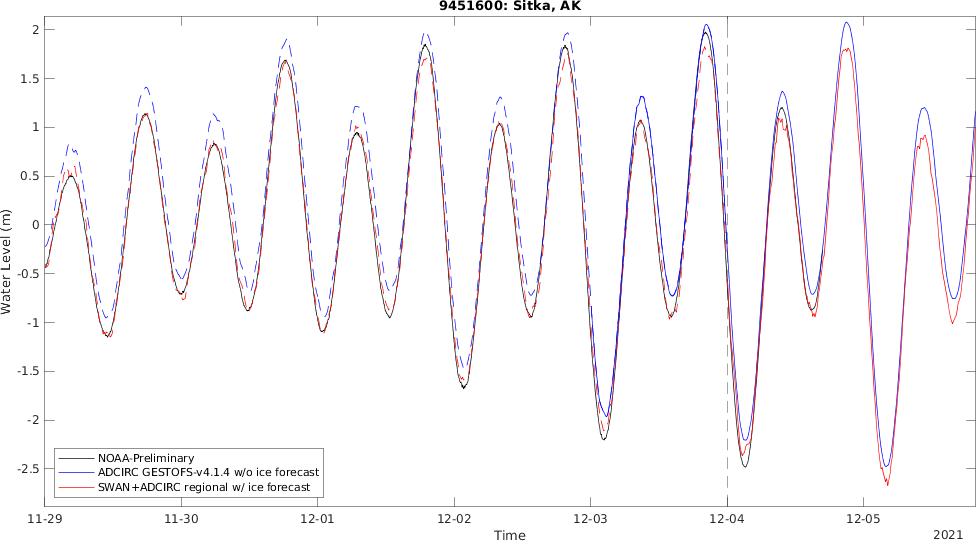 9451600: Sitka, AK
2
1.5
1
0.5
0
-0.5
-1
-1.5
-2
-2.5
Water Level (m)
NOAA-Preliminary
ADCIRC GESTOFS-v4.1.4 w/o ice forecast
SWAN+ADCIRC regional w/ ice forecast
11-29 11-30 12-01 12-02 12-03 12-04 12-05
Time
2021